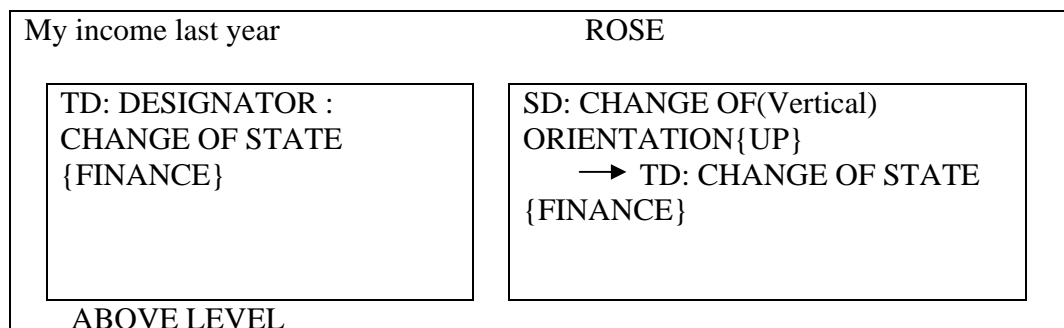 My income last year ROSE
TD: DESIGNATOR :
CHANGE OF STATE
{FINANCE}
SD: CHANGE OF(Vertical)
ORIENTATION{UP}
→ TD: CHANGE OF STATE
{FINANCE}
ABOVE LEVEL